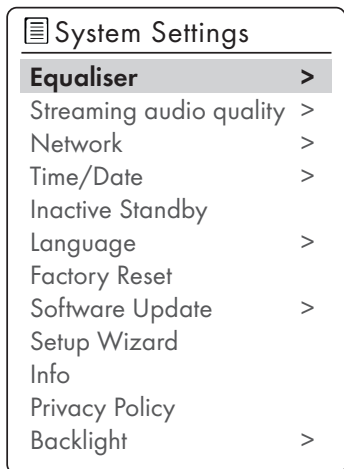 System Settings
Equaliser >
Streaming audio quality >
Network >
Time/Date >
Inactive Standby
Language >
Factory Reset
Software Update >
Setup Wizard
Info
Privacy Policy
Backlight >